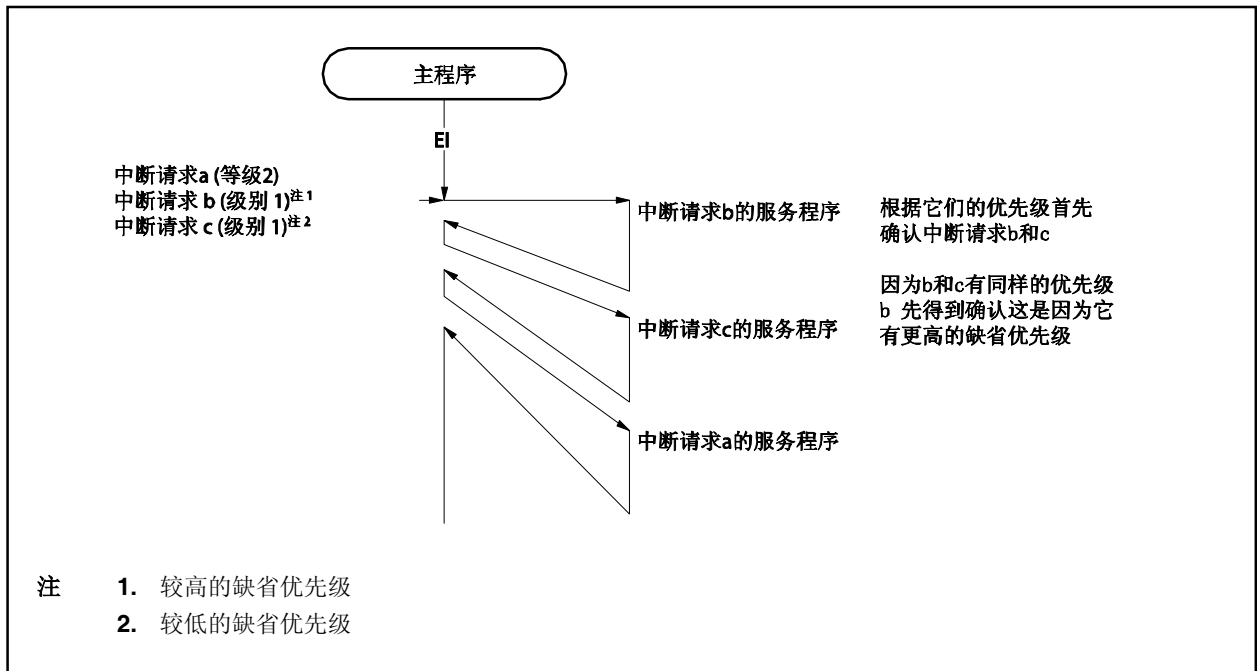 主程序
EI
中断请求a (等级2)
中断请求 b (级别 1)注1
中断请求 c (级别 1)注2
中断请求b的服务程序
根据它们的优先级首先
确认中断请求b和c
因为b和c有同样的优先级
b 先得到确认这是因为它
有更高的缺省优先级
中断请求c的服务程序
中断请求a的服务程序
注 1. 较高的缺省优先级
2. 较低的缺省优先级